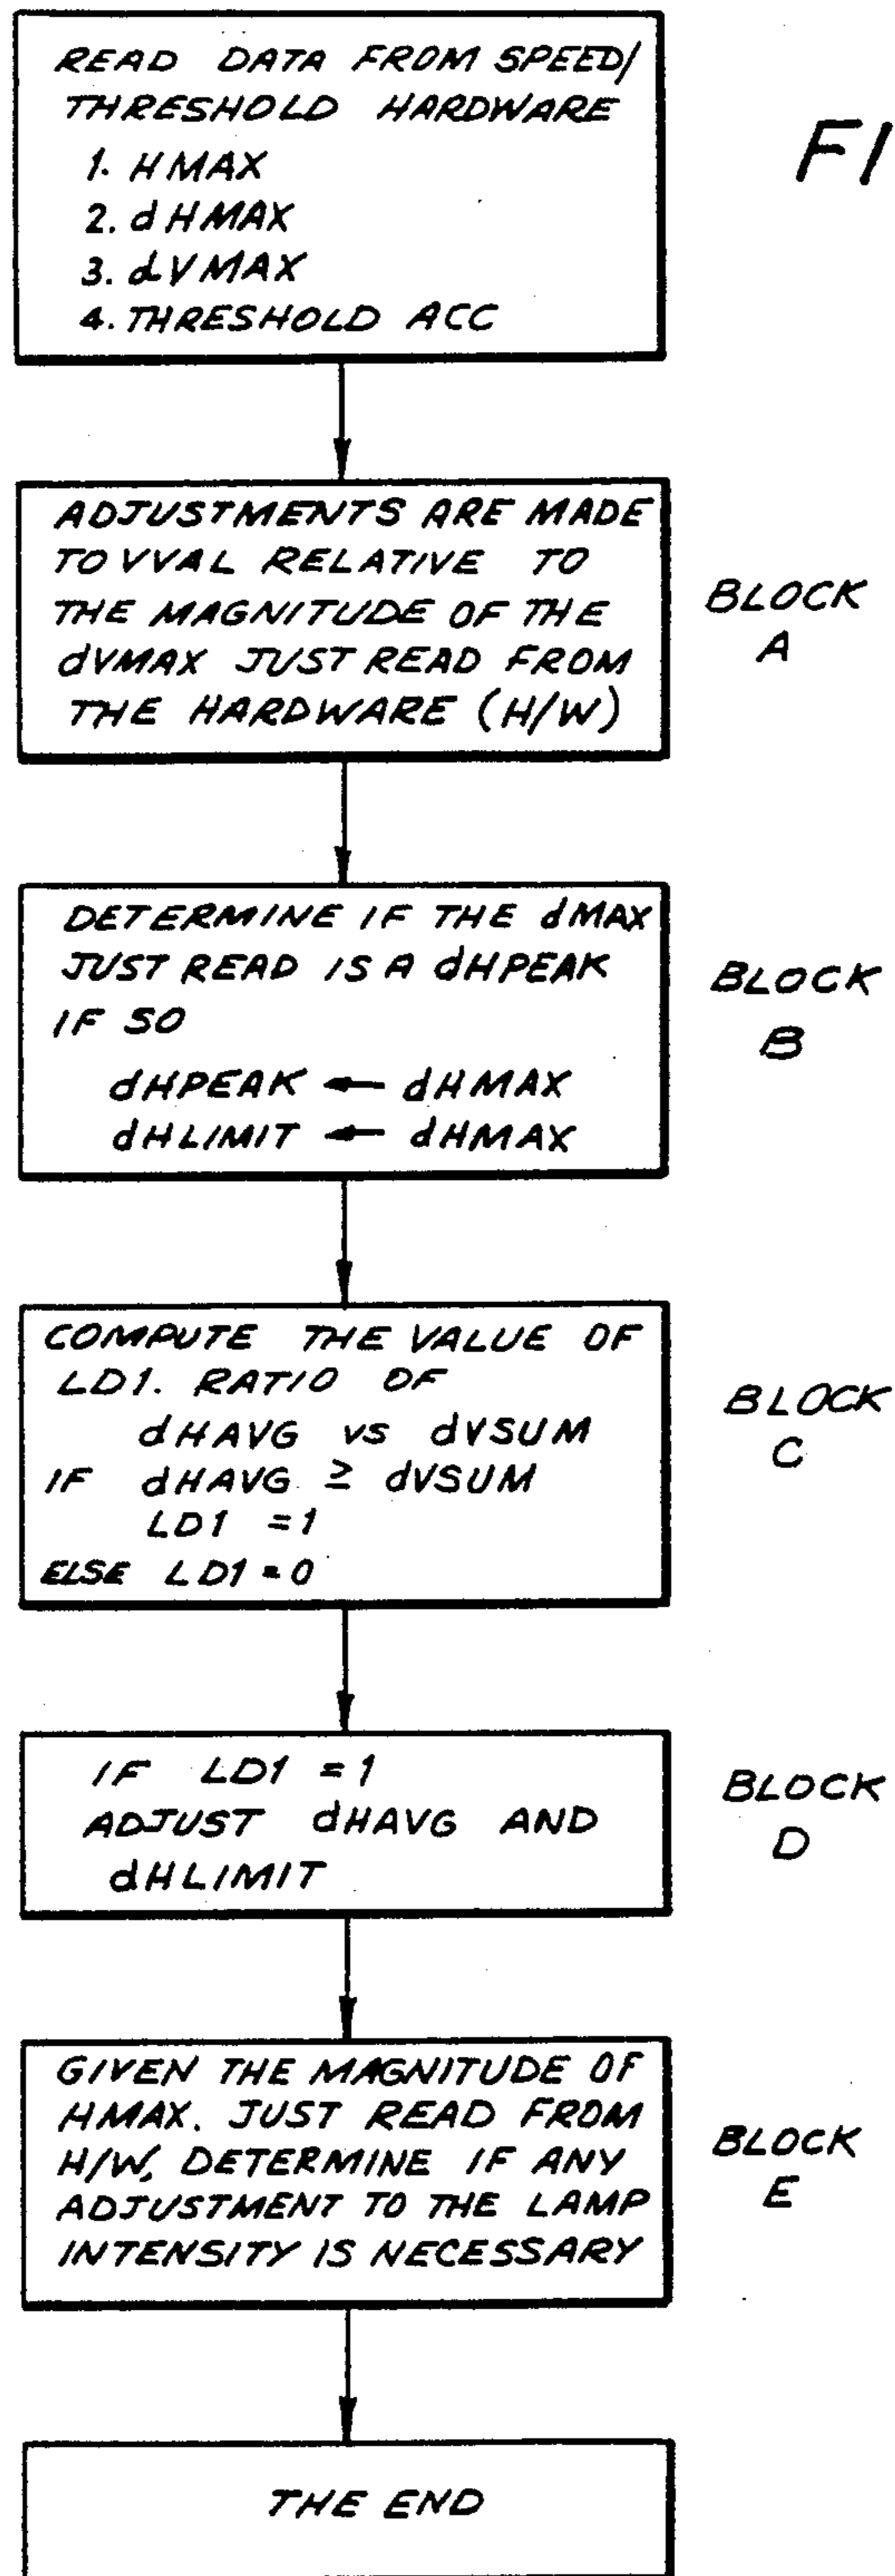 READ DATA FROM SPEED/
THRESHOLD HARDWARE
1. HMAX
2. dHMAX
3. dVMAX
4. THRESHOLD ACC
FI
ADJUSTMENTS ARE MADE
TO VVAL RELATIVE TO
THE MAGNITUDE OF THE
dVMAX JUST READ FROM
THE HARDWARE (H/W)
BLOCK
A
DETERMINE IF THE dMAX
JUST READ IS A dHPEAK
IF SO
dHPEAK ← dHMAX
dHLIMIT ← dHMAX
BLOCK
B
COMPUTE THE VALUE OF
LD1. RATIO OF
dHAVG vs dVSUM
IF dHAVG ≥ dVSUM
LD1 = 1
ELSE LD1 = 0
BLOCK
C
IF LD1 = 1
ADJUST dHAVG AND
dHLIMIT
BLOCK
D
GIVEN THE MAGNITUDE OF
HMAX. JUST READ FROM
H/W, DETERMINE IF ANY
ADJUSTMENT TO THE LAMP
INTENSITY IS NECESSARY
BLOCK
E
THE END